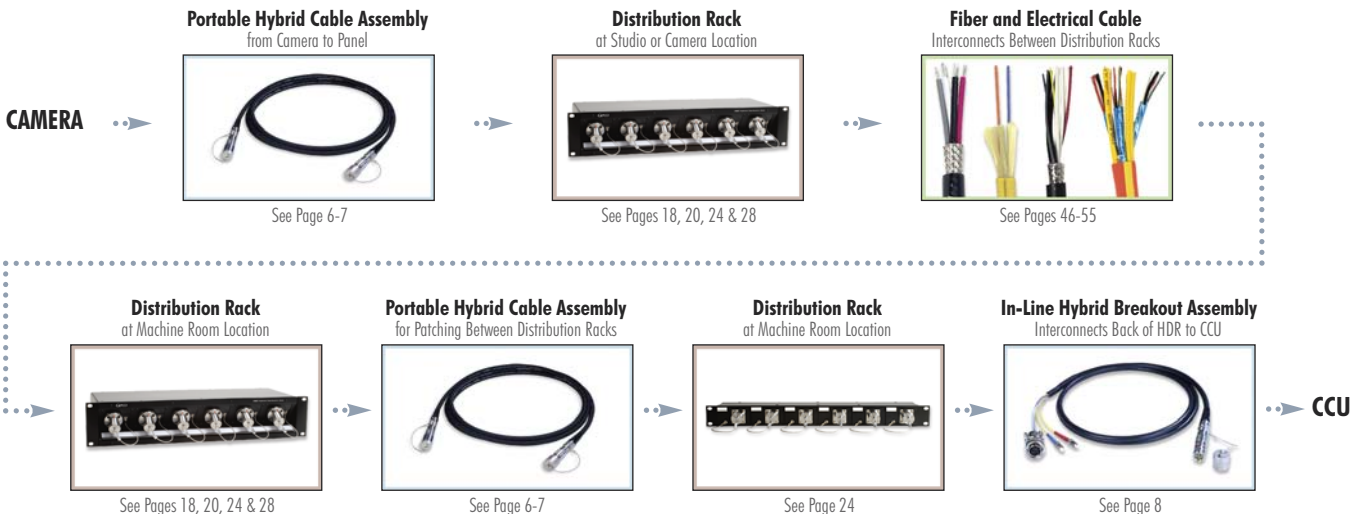 Portable Hybrid Cable Assembly
from Camera to Panel
Distribution Rack
at Studio or Camera Location
Fiber and Electrical Cable
Interconnects Between Distribution Racks
CAMERA
See Page 6-7
See Pages 18, 20, 24 & 28
See Pages 46-55
Distribution Rack
at Machine Room Location
Portable Hybrid Cable Assembly
for Patching Between Distribution Racks
Distribution Rack
at Machine Room Location
In-Line Hybrid Breakout Assembly
Interconnects Back of HDR to CCU
CCU
See Pages 18, 20, 24 & 28
See Page 6-7
See Page 24
See Page 8